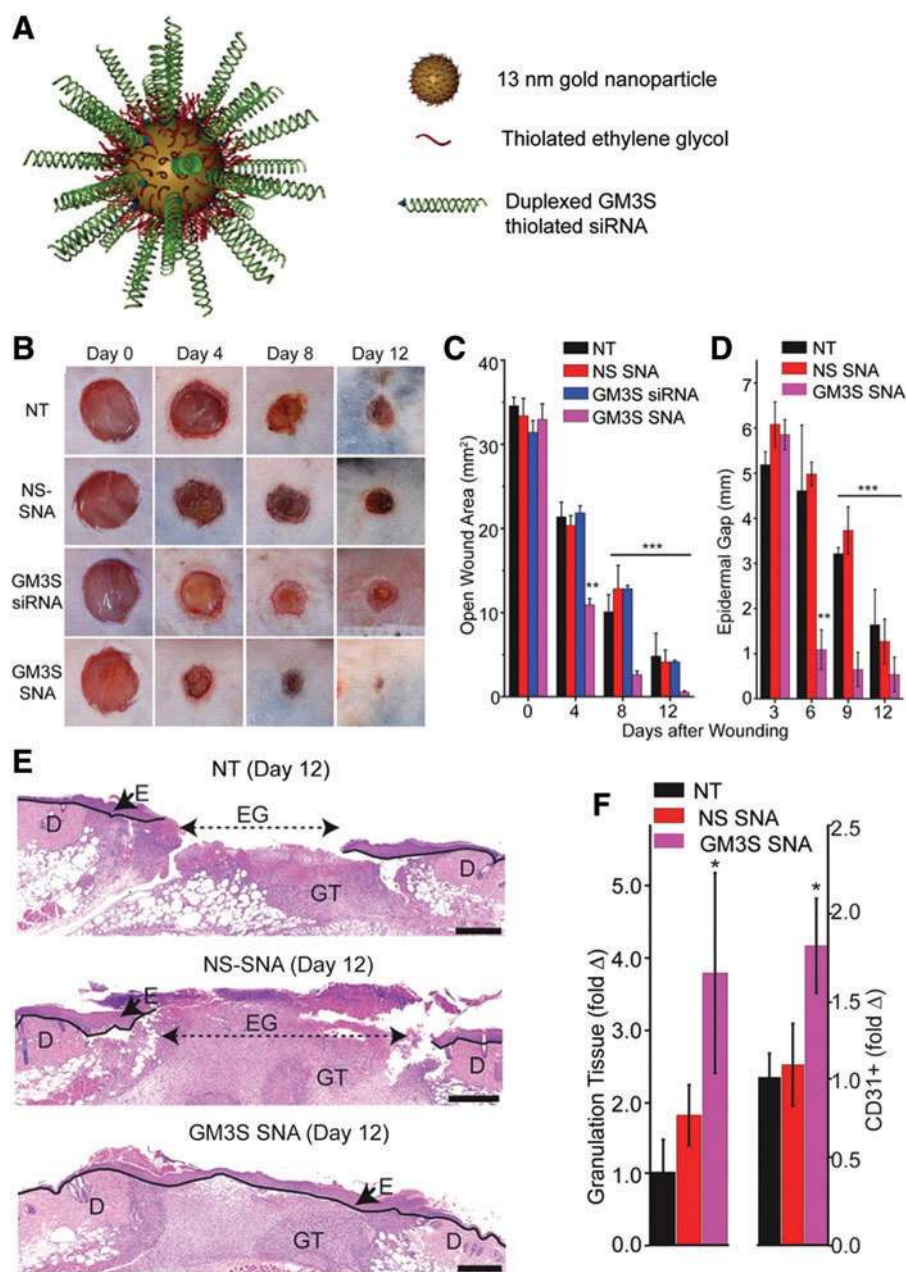 A
13 nm gold nanoparticle
Thiolated ethylene glycol
Duplexed GM3S
thiolated siRNA
B
Day 0 Day 4 Day 8 Day 12
NT
NS-
SNA
GM3S
siRNA
GM3S
SNA
C
NT
NS SNA
GM3S siRNA
GM3S SNA
Open Wound Area (mm²)
40
30
20
10
0
**
***
0 4 8 12
D
NT
NS SNA
GM3S SNA
Epidermal Gap (mm)
7
6
5
4
3
2
1
0
**
***
3 6 9 12
Days after Wounding
E
NT (Day 12)
E
EG
D
D
GT
NS-SNA (Day 12)
E
EG
D
D
GT
GM3S SNA (Day 12)
E
D
D
GT
F
NT
NS SNA
GM3S SNA
Granulation Tissue (fold Δ)
5.0
4.0
3.0
2.0
1.0
0.0
*
*
2.5
2.0
1.5
1.0
0.5
0.0
CD31+ (fold Δ)